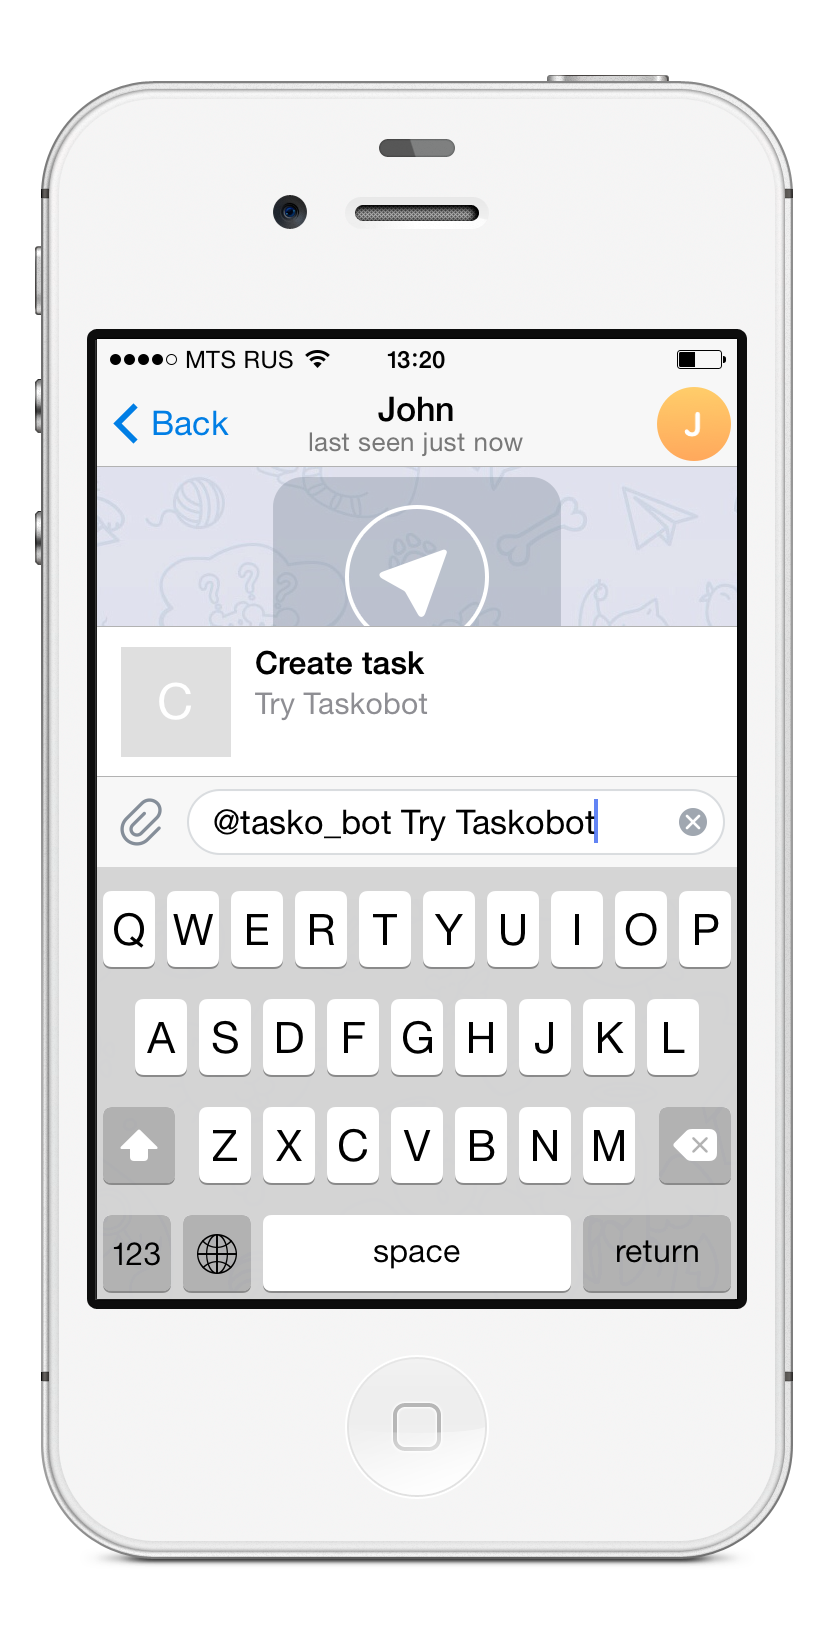 MTS RUS 13:20
Back
John
last seen just now
J
C
Create task
Try Taskobot
@tasko_bot Try Taskobot
Q W E R T Y U I O P
A S D F G H J K L
Z X C V B N M
123 space return